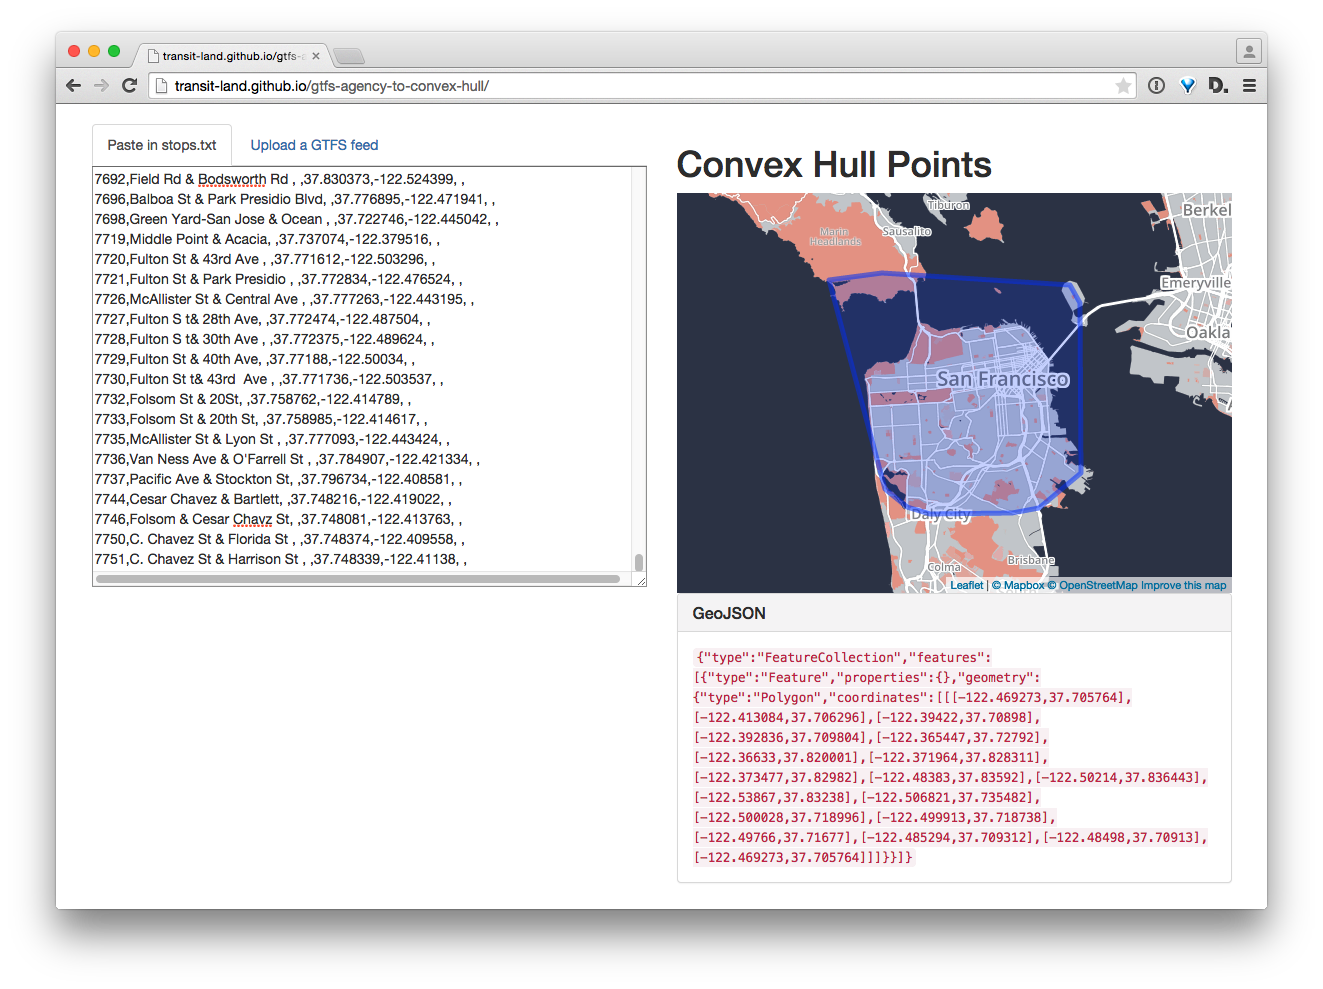 transit-land.github.io/gtfs-a
transit-land.github.io/gtfs-agency-to-convex-hull/
Paste in stops.txt
Upload a GTFS feed
7692,Field Rd & Bodsworth Rd , ,37.830373,-122.524399, ,
7696,Balboa St & Park Presidio Blvd, ,37.776895,-122.471941, ,
7698,Green Yard-San Jose & Ocean , ,37.722746,-122.445042, ,
7719,Middle Point & Acacia, ,37.737074,-122.379516, ,
7720,Fulton St & 43rd Ave , ,37.771612,-122.503296, ,
7721,Fulton St & Park Presidio , ,37.772834,-122.476524, ,
7726,McAllister St & Central Ave , ,37.777263,-122.443195, ,
7727,Fulton S t& 28th Ave, ,37.772474,-122.487504, ,
7728,Fulton S t& 30th Ave , ,37.772375,-122.489624, ,
7729,Fulton St & 40th Ave, ,37.77188,-122.50034, ,
7730,Fulton St t& 43rd  Ave , ,37.771736,-122.503537, ,
7732,Folsom St & 20St, ,37.758762,-122.414789, ,
7733,Folsom St & 20th St, ,37.758985,-122.414617, ,
7735,McAllister St & Lyon St , ,37.777093,-122.443424, ,
7736,Van Ness Ave & O'Farrell St , ,37.784907,-122.421334, ,
7737,Pacific Ave & Stockton St, ,37.796734,-122.408581, ,
7744,Cesar Chavez & Bartlett, ,37.748216,-122.419022, ,
7746,Folsom & Cesar Chavz St, ,37.748081,-122.413763, ,
7750,C. Chavez St & Florida St , ,37.748374,-122.409558, ,
7751,C. Chavez St & Harrison St , ,37.748339,-122.41138, ,
Convex Hull Points
Tiburon
Berkel
Marin
Headlands
Sausalito
Emeryville
Oakla
San Francisco
Daly City
Colma
Brisbane
Leaflet | © Mapbox © OpenStreetMap Improve this map
GeoJSON
{"type":"FeatureCollection","features":
[{"type":"Feature","properties":{},"geometry":
{"type":"Polygon","coordinates":[[[-122.469273,37.705764],
[-122.413084,37.706296],[-122.39422,37.70898],
[-122.392836,37.709804],[-122.365447,37.72792],
[-122.36633,37.820001],[-122.371964,37.828311],
[-122.373477,37.82982],[-122.48383,37.83592],[-122.50214,37.836443],
[-122.53867,37.83238],[-122.506821,37.735482],
[-122.500028,37.718996],[-122.499913,37.718738],
[-122.49766,37.71677],[-122.485294,37.709312],[-122.48498,37.70913],
[-122.469273,37.705764]]]}}]}